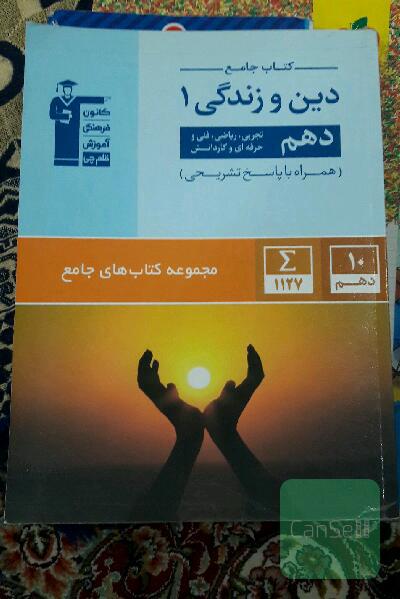 کتاب جامع
دین و زندگی ۱
دهم
تجربی، ریاضی، فنی و
حرفه ای و کاردانش
(همراه با پاسخ تشریحی)
کانون
فرهنگی
آموزش
قلم چی
۱۰
دهم
Σ
۱۱۲۷
مجموعه کتاب های جامع
CanSell